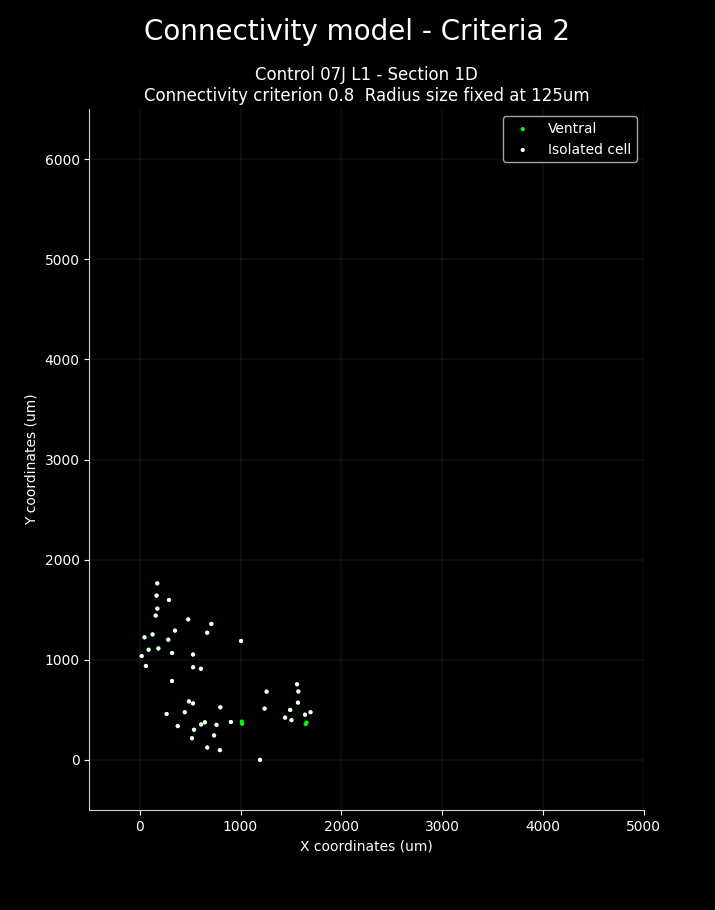 Connectivity model - Criteria 2
Control 07J L1 - Section 1D
Connectivity criterion 0.8  Radius size fixed at 125um
Ventral
Isolated cell
6000
5000
4000
3000
2000
1000
0
Y coordinates (um)
0 1000 2000 3000 4000 5000
X coordinates (um)